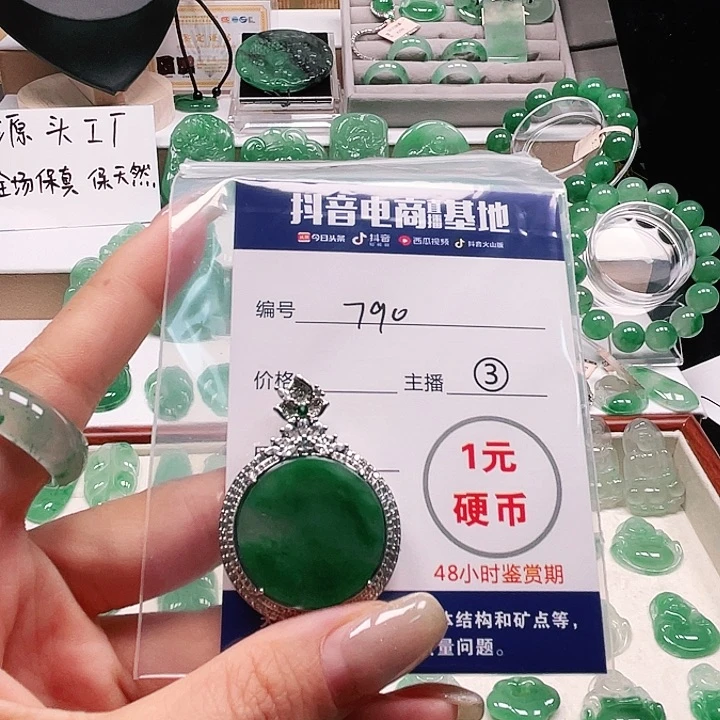 源头工厂
全场保真 保天然
抖音电商直播基地
今日头条 抖音 西瓜视频 抖音火山版
编号 790
价格 主播 ③
1元
硬币
48小时鉴赏期
体结构和矿点等，
量问题。